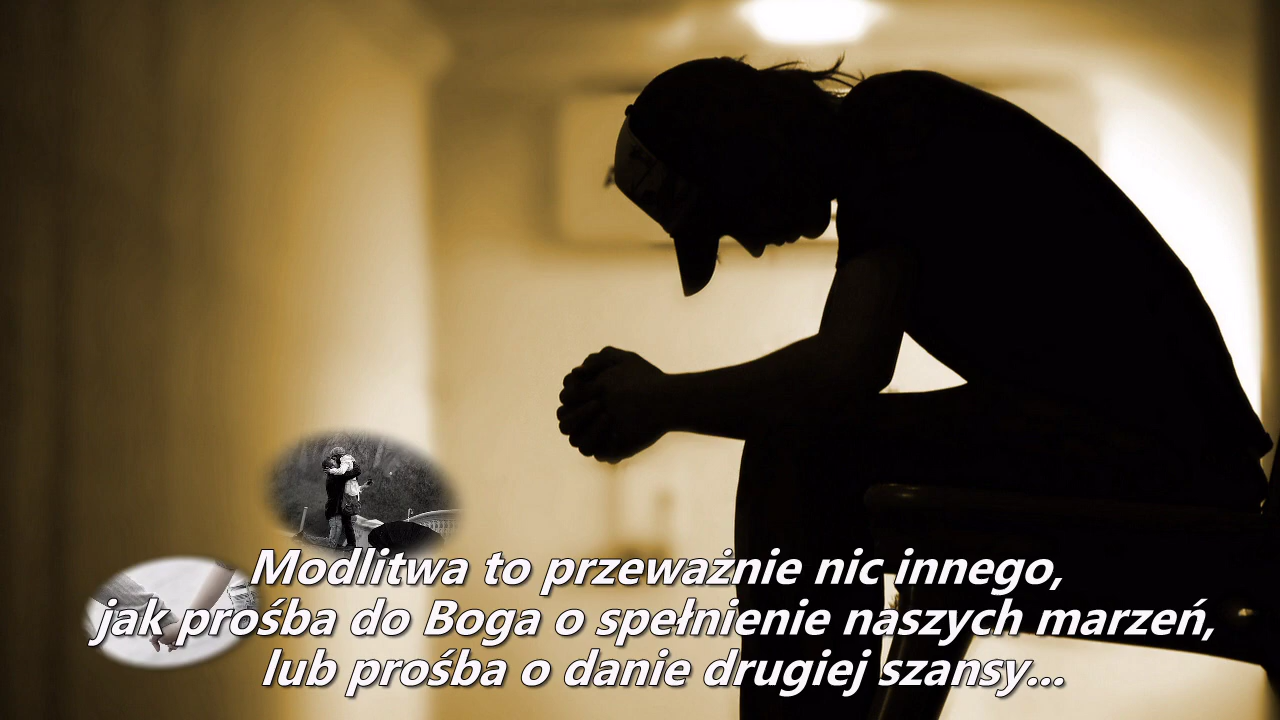 Modlitwa to przeważnie nic innego,
jak prośba do Boga o spełnienie naszych marzeń,
lub prośba o danie drugiej szansy...